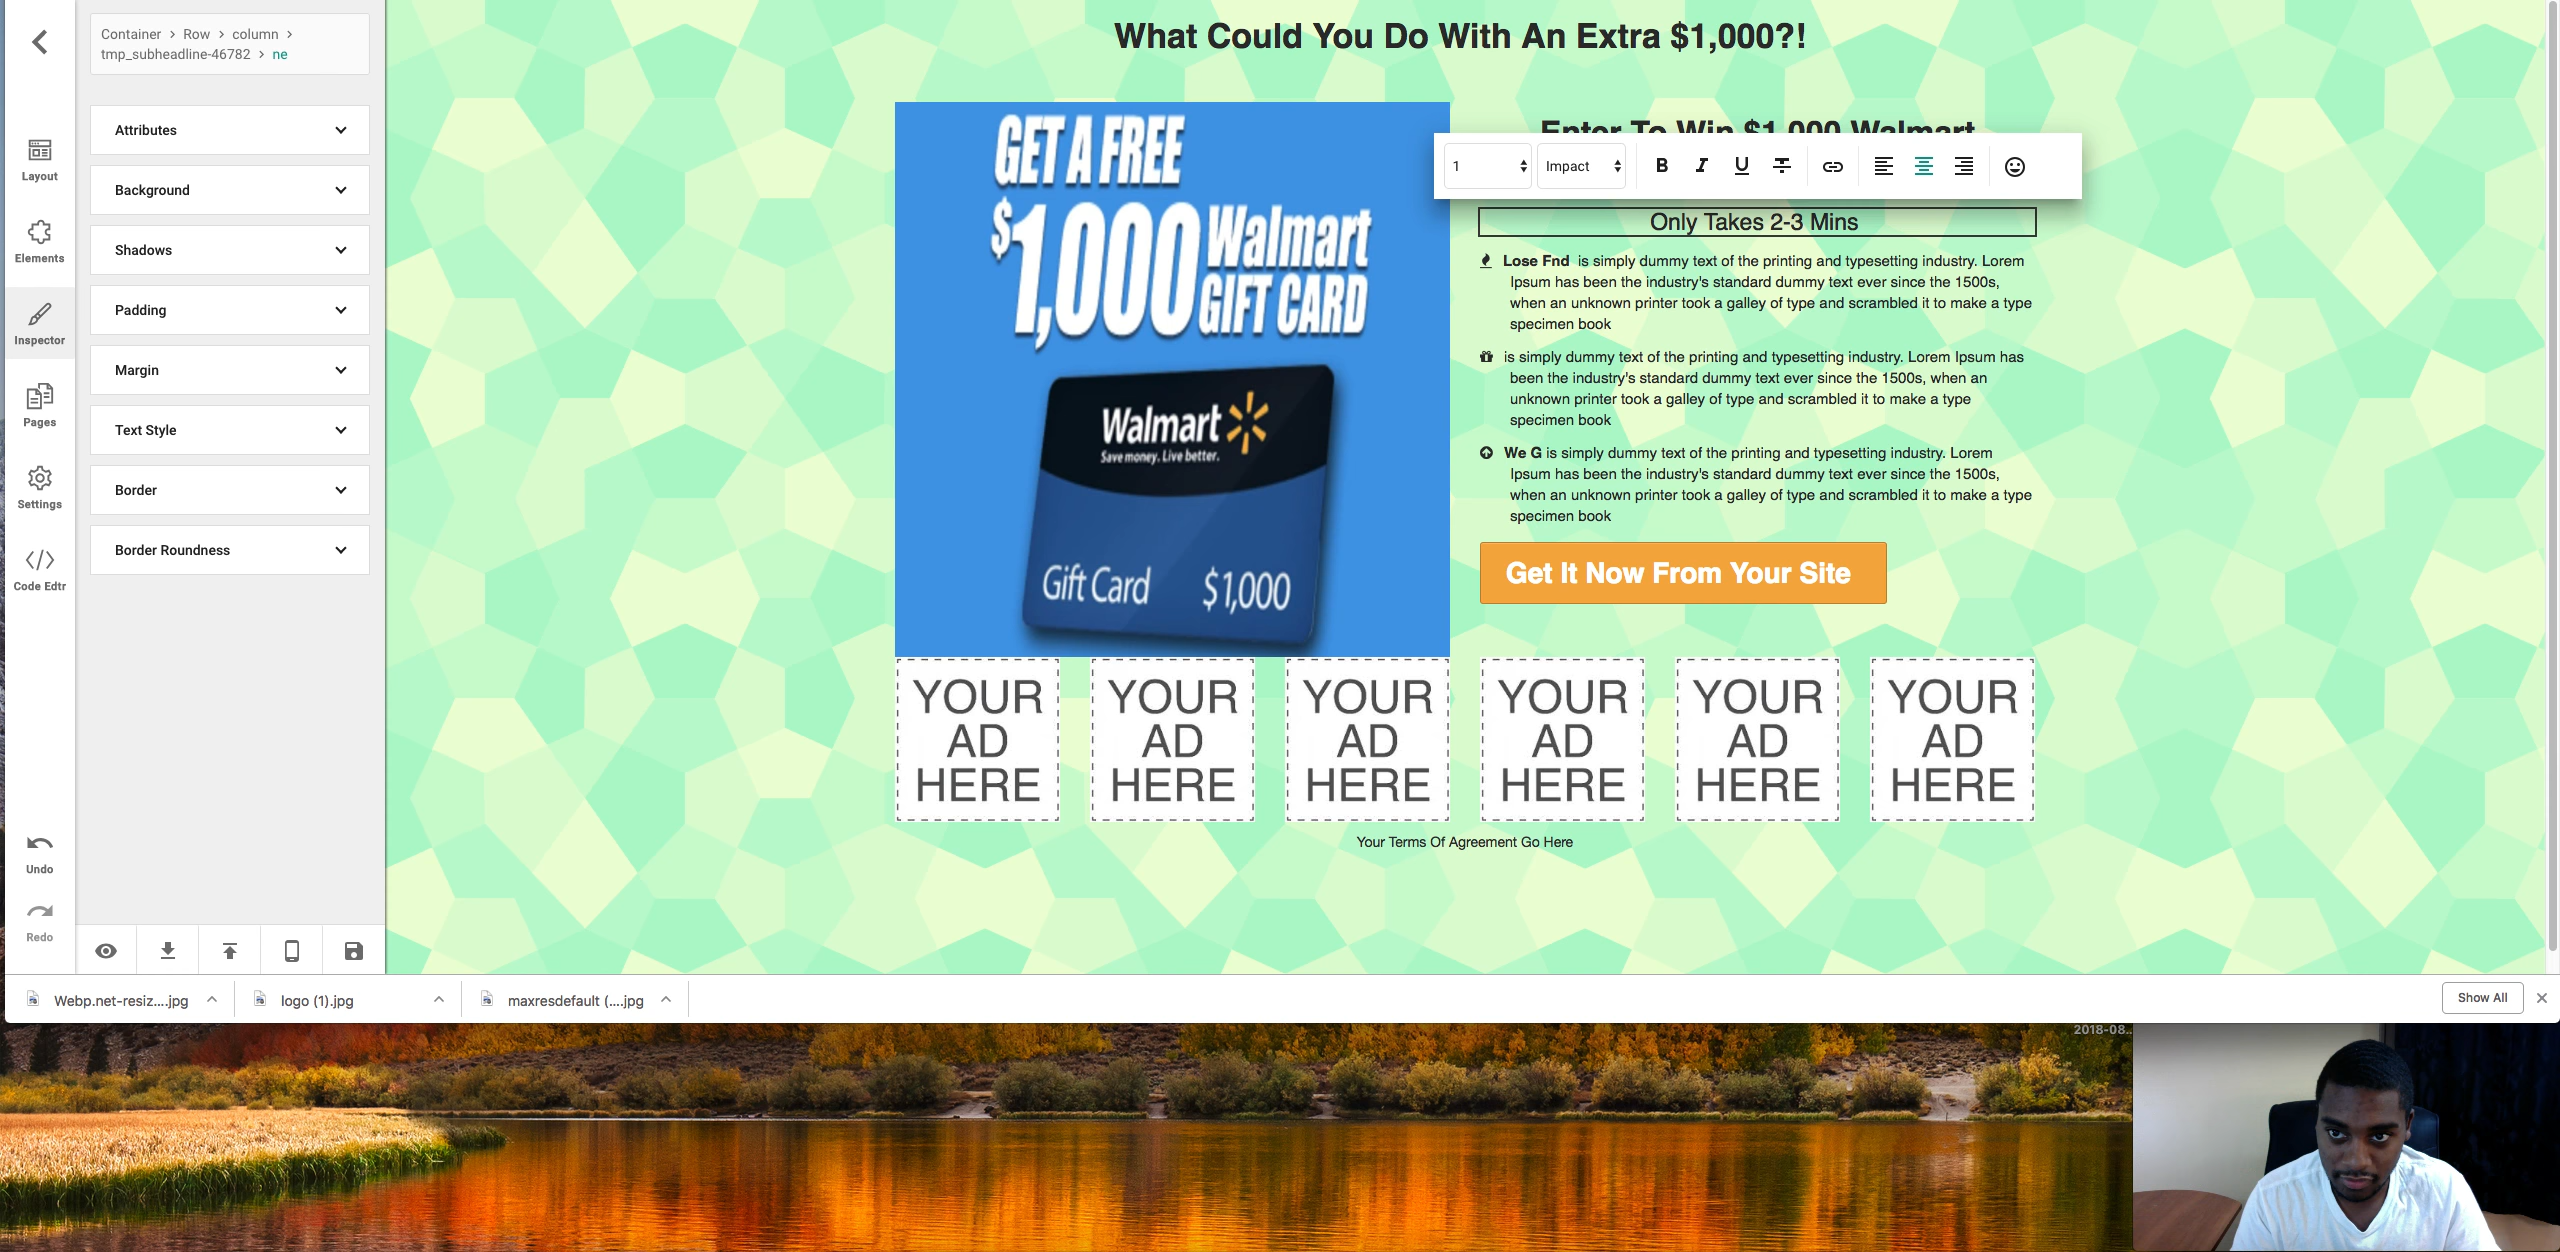 Container > Row > column >
tmp_subheadline-46782 > ne
Attributes
Background
Shadows
Padding
Margin
Text Style
Border
Border Roundness
Layout
Elements
Inspector
Pages
Settings
Code Edtr
Undo
Redo
What Could You Do With An Extra $1,000?!
GET A FREE
$1,000 Walmart
GIFT CARD
Walmart
Save money. Live better.
Gift Card $1,000
Enter To Win $1,000 Walmart
1 Impact B I U T
Only Takes 2-3 Mins
Lose Fnd is simply dummy text of the printing and typesetting industry. Lorem
Ipsum has been the industry's standard dummy text ever since the 1500s,
when an unknown printer took a galley of type and scrambled it to make a type
specimen book
is simply dummy text of the printing and typesetting industry. Lorem Ipsum has
been the industry's standard dummy text ever since the 1500s, when an
unknown printer took a galley of type and scrambled it to make a type
specimen book
We G is simply dummy text of the printing and typesetting industry. Lorem
Ipsum has been the industry's standard dummy text ever since the 1500s,
when an unknown printer took a galley of type and scrambled it to make a type
specimen book
Get It Now From Your Site
YOUR AD HERE
YOUR AD HERE
YOUR AD HERE
YOUR AD HERE
YOUR AD HERE
YOUR AD HERE
Your Terms Of Agreement Go Here
Webp.net-resiz....jpg
logo (1).jpg
maxresdefault (....jpg
Show All
2018-08..